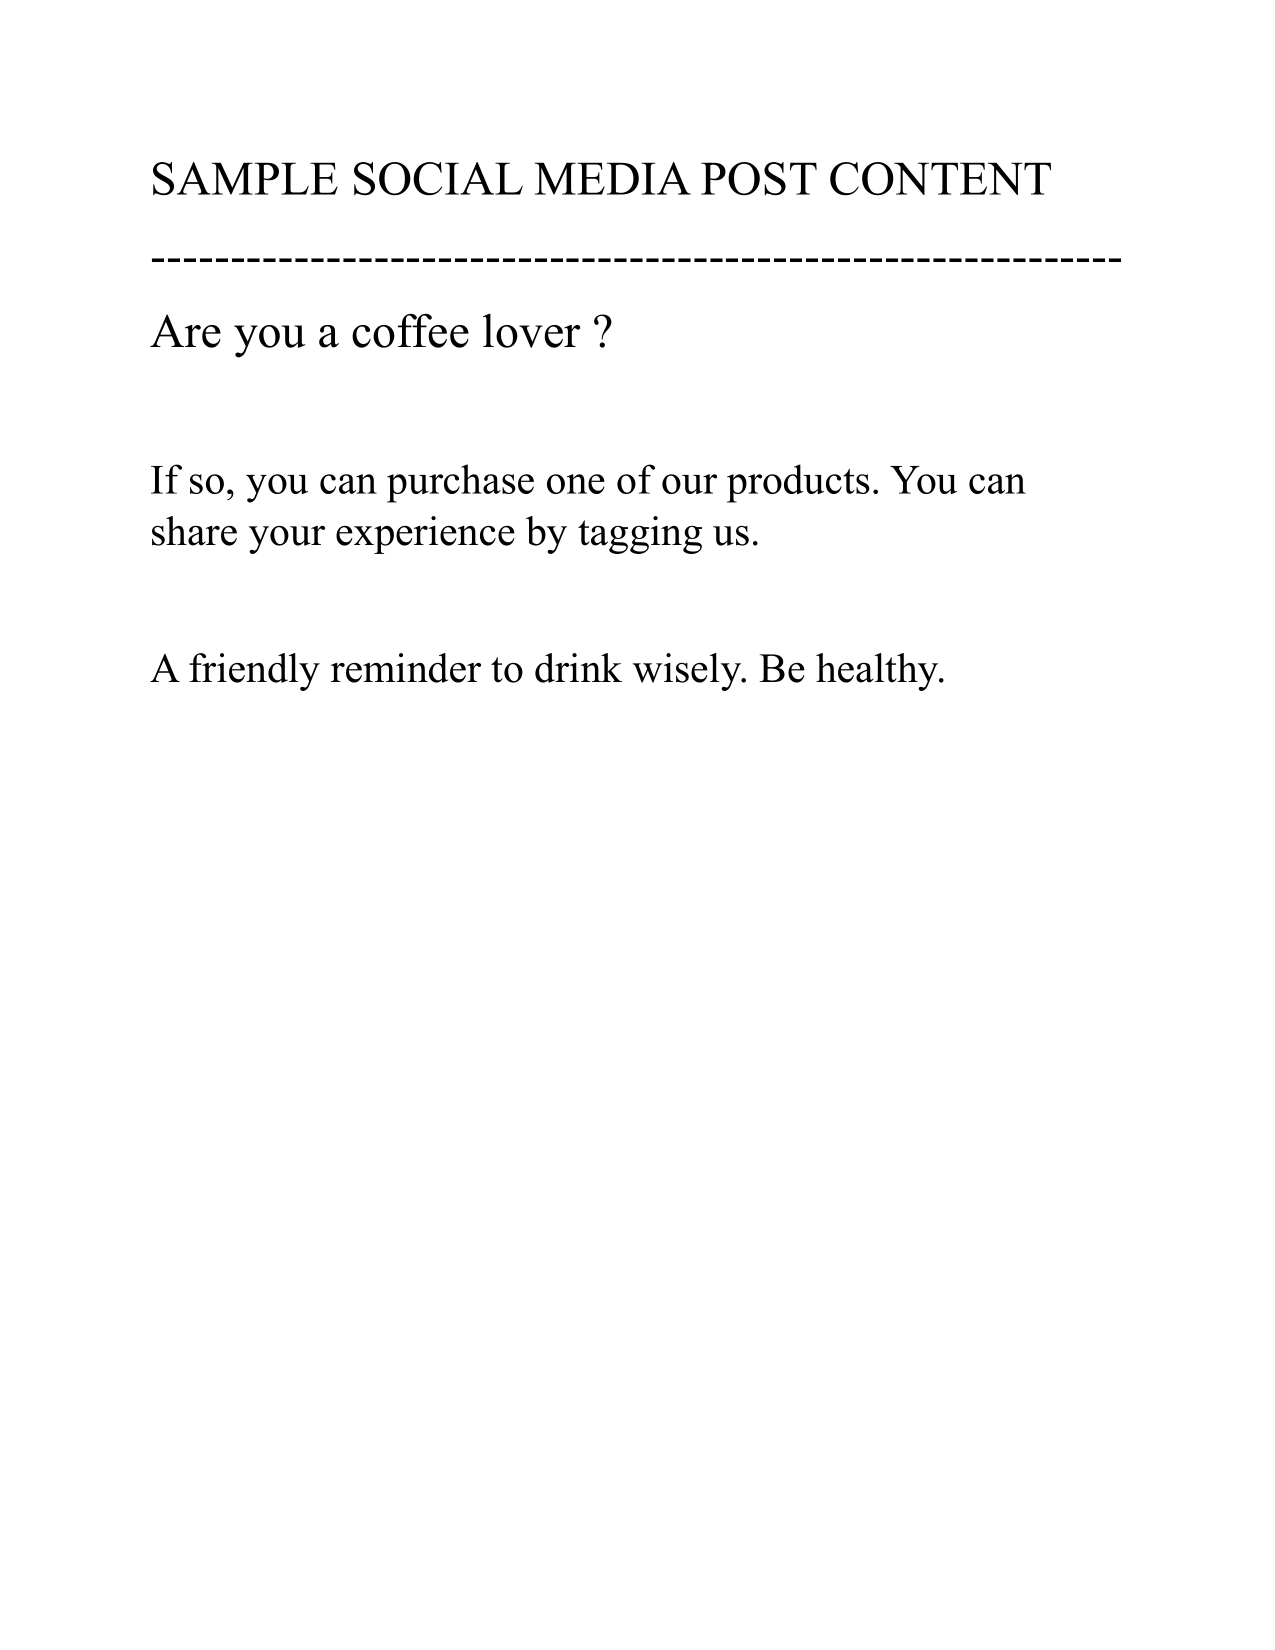 SAMPLE SOCIAL MEDIA POST CONTENT
-------------------------------------------------------------
Are you a coffee lover ?
If so, you can purchase one of our products. You can
share your experience by tagging us.
A friendly reminder to drink wisely. Be healthy.